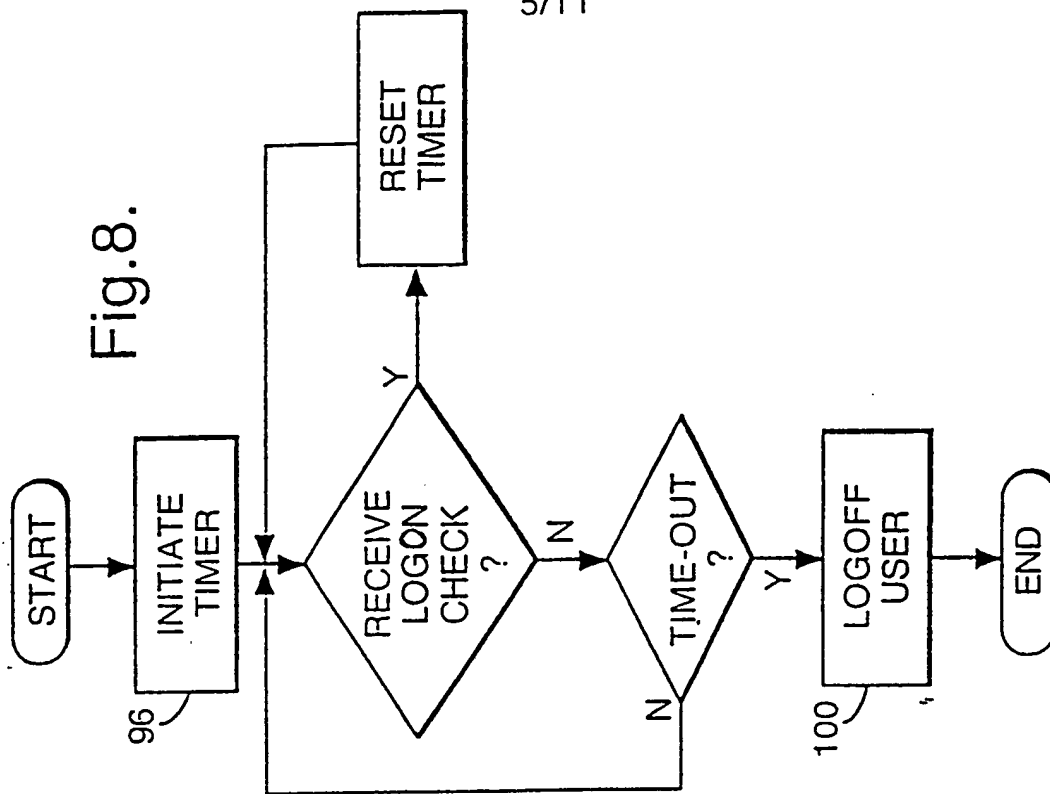 5/11
Fig.8.
START
INITIATE
TIMER
96
RECEIVE
LOGON
CHECK
?
Y
RESET
TIMER
N
TIME-OUT
?
N
Y
LOGOFF
USER
100
END